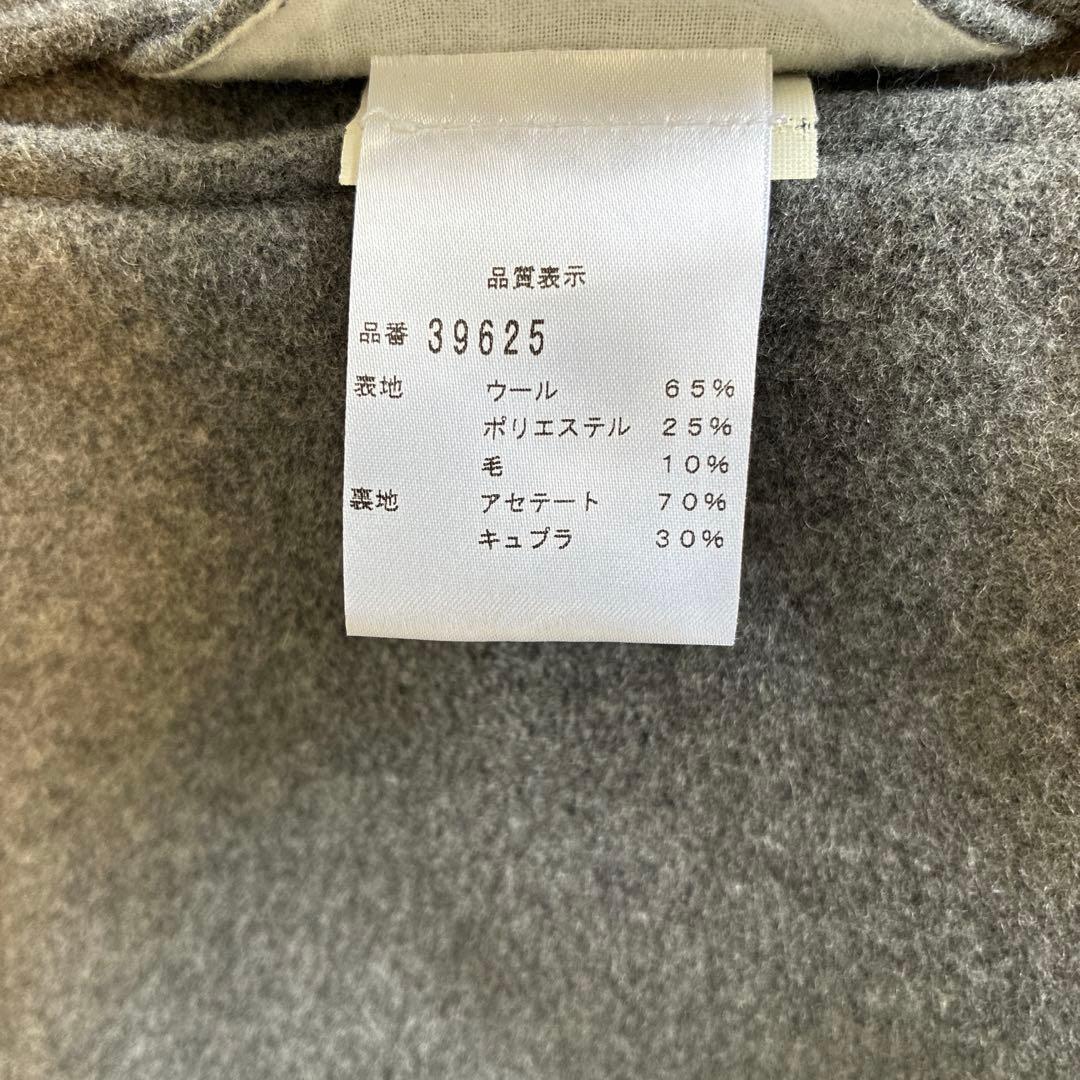 品質表示
品番 39625
表地 ウール 65%
ポリエステル 25%
毛 10%
裏地 アセテート 70%
キュプラ 30%